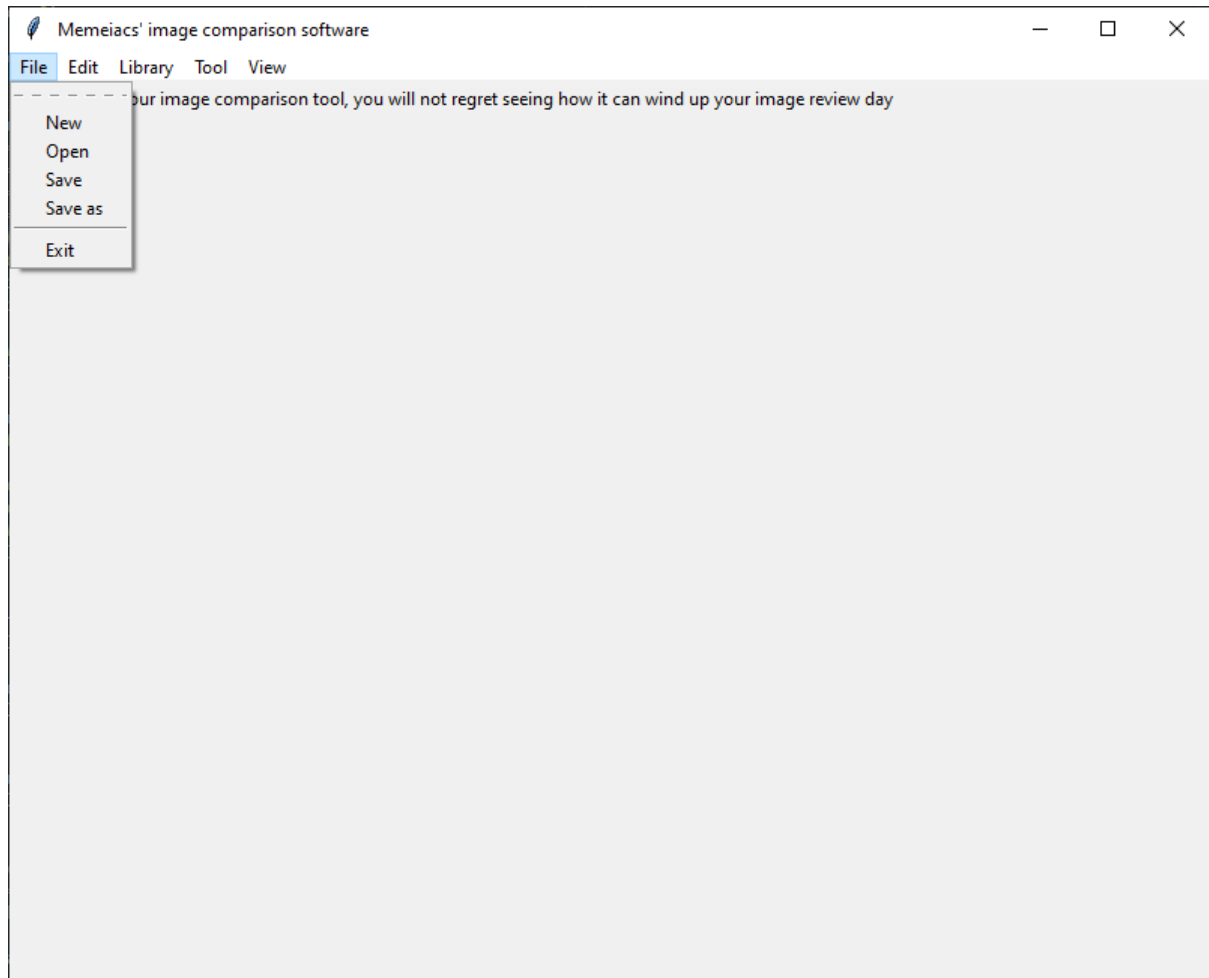 Memeiacs' image comparison software
File Edit Library Tool View
our image comparison tool, you will not regret seeing how it can wind up your image review day
New
Open
Save
Save as
Exit